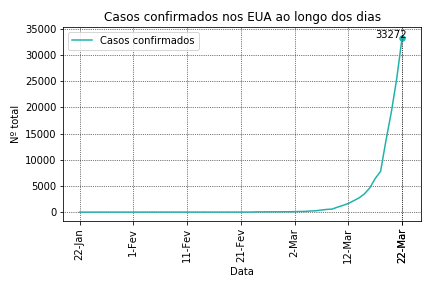 Casos confirmados nos EUA ao longo dos dias
35000
30000
25000
20000
15000
10000
5000
0
Nº total
Casos confirmados
33272
22-Jan
1-Fev
11-Fev
21-Fev
2-Mar
12-Mar
22-Mar
Data